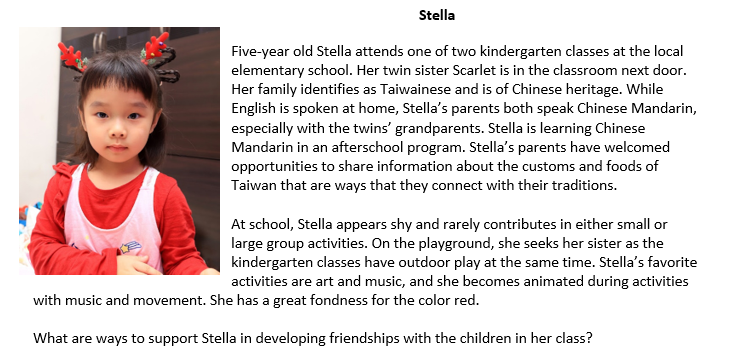 Stella
Five-year old Stella attends one of two kindergarten classes at the local
elementary school. Her twin sister Scarlet is in the classroom next door.
Her family identifies as Taiwainese and is of Chinese heritage. While
English is spoken at home, Stella’s parents both speak Chinese Mandarin,
especially with the twins’ grandparents. Stella is learning Chinese
Mandarin in an afterschool program. Stella’s parents have welcomed
opportunities to share information about the customs and foods of
Taiwan that are ways that they connect with their traditions.
At school, Stella appears shy and rarely contributes in either small or
large group activities. On the playground, she seeks her sister as the
kindergarten classes have outdoor play at the same time. Stella’s favorite
activities are art and music, and she becomes animated during activities
with music and movement. She has a great fondness for the color red.
What are ways to support Stella in developing friendships with the children in her class?